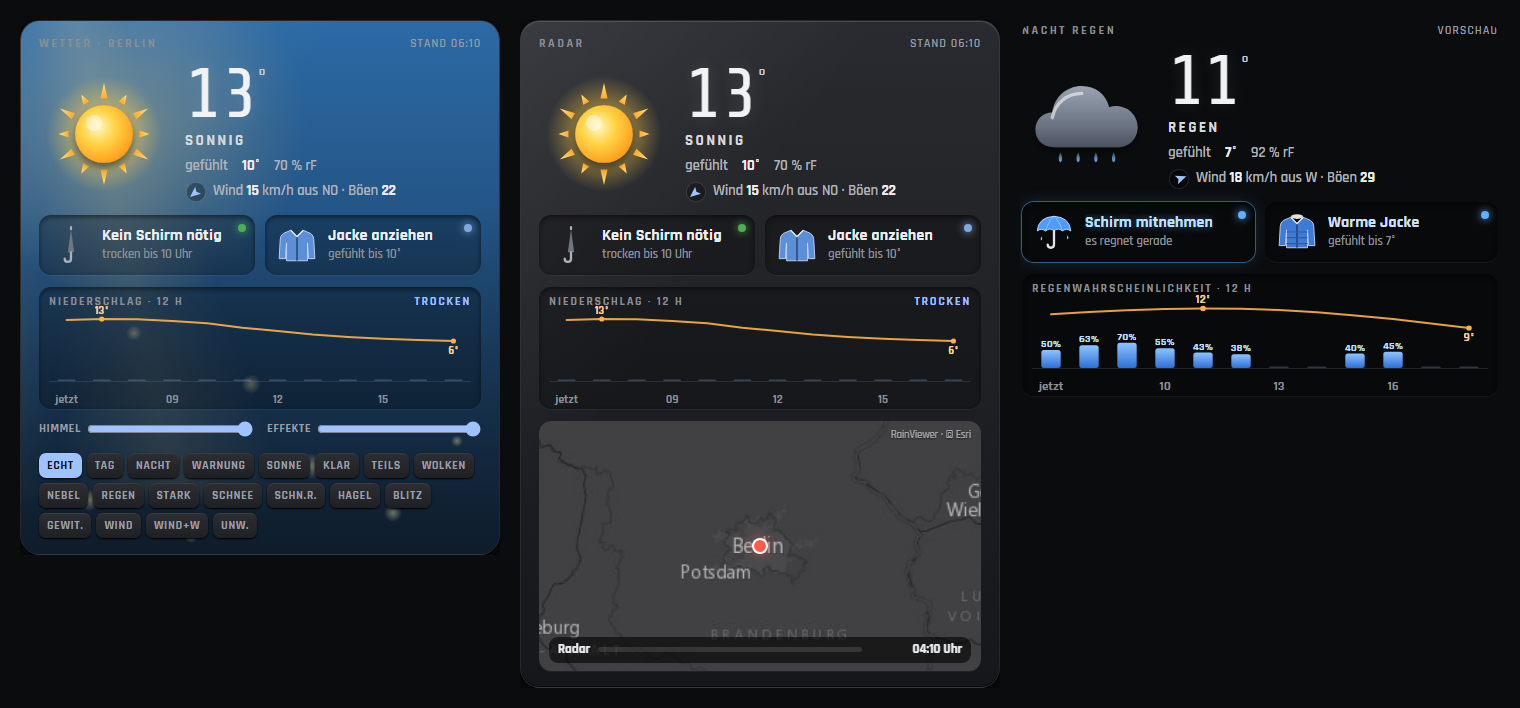 WETTER · BERLIN
STAND 06:10
13°
SONNIG
gefühlt 10° 70 % rF
Wind 15 km/h aus NO · Böen 22
Kein Schirm nötig
trocken bis 10 Uhr
Jacke anziehen
gefühlt bis 10°
NIEDERSCHLAG · 12 H
TROCKEN
13°
6°
jetzt 09 12 15
HIMMEL
EFFEKTE
ECHT TAG NACHT WARNUNG SONNE KLAR TEILS WOLKEN
NEBEL REGEN STARK SCHNEE SCHN.R. HAGEL BLITZ
GEWIT. WIND WIND+W UNW.
RADAR
STAND 06:10
13°
SONNIG
gefühlt 10° 70 % rF
Wind 15 km/h aus NO · Böen 22
Kein Schirm nötig
trocken bis 10 Uhr
Jacke anziehen
gefühlt bis 10°
NIEDERSCHLAG · 12 H
TROCKEN
13°
6°
jetzt 09 12 15
RainViewer · © Esri
G
Wiel
Berlin
Potsdam
LU
VOI
eburg
BRANDENBURG
Radar
04:10 Uhr
NACHT REGEN
VORSCHAU
11°
REGEN
gefühlt 7° 92 % rF
Wind 18 km/h aus W · Böen 29
Schirm mitnehmen
es regnet gerade
Warme Jacke
gefühlt bis 7°
REGENWAHRSCHEINLICHKEIT · 12 H
12°
9°
50% 63% 70% 55% 43% 38% 40% 45%
jetzt 10 13 16